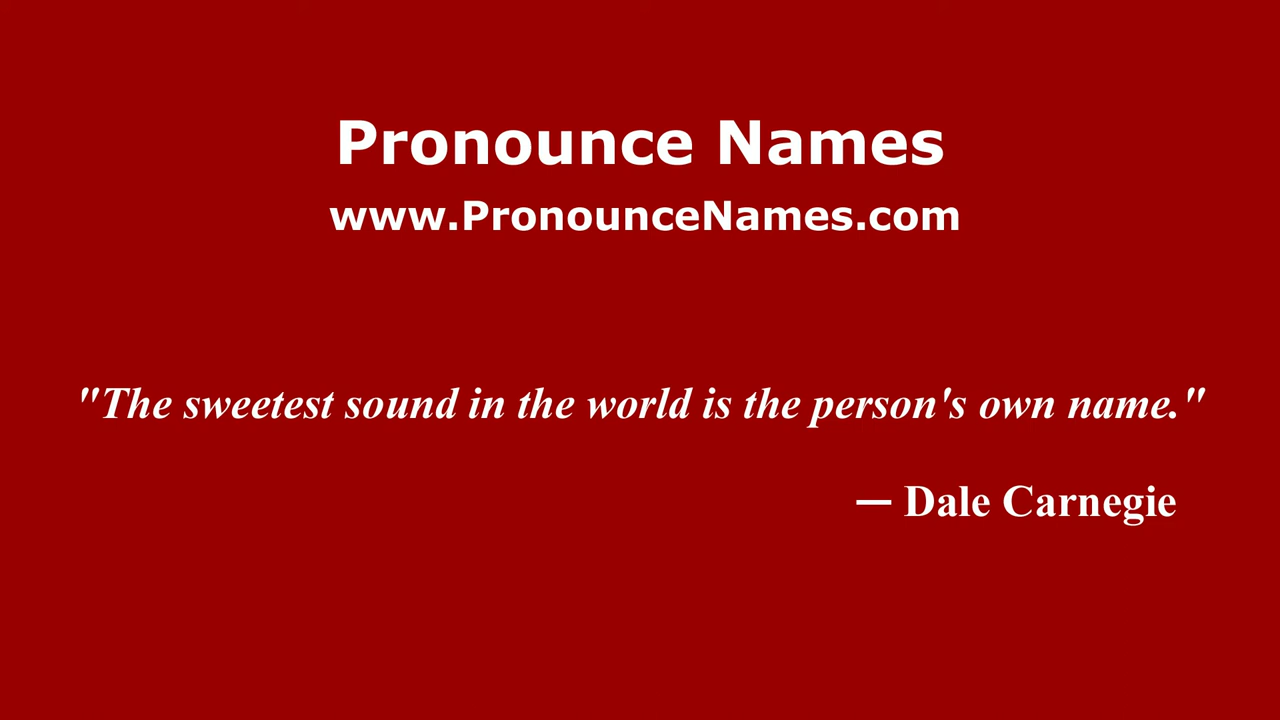 Pronounce Names
www.PronounceNames.com
"The sweetest sound in the world is the person's own name."
— Dale Carnegie